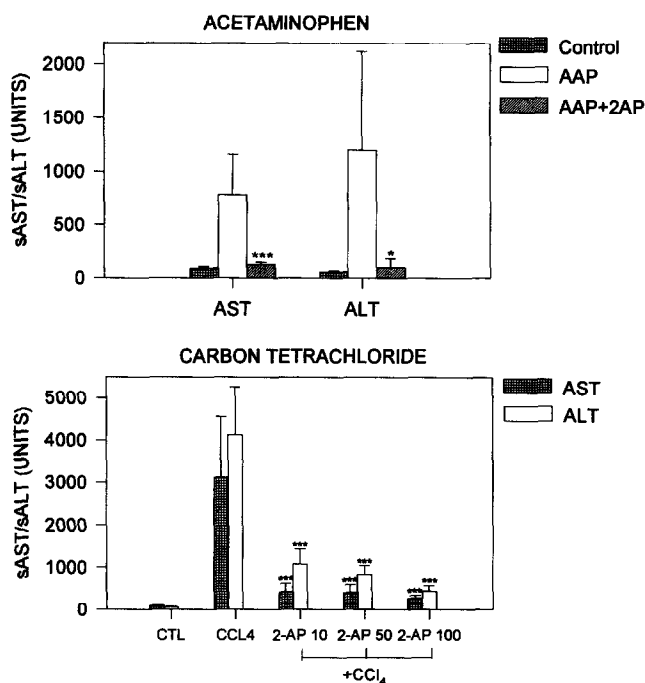 ACETAMINOPHEN
Control
AAP
AAP+2AP
sAST/sALT (UNITS)
2000
1500
1000
500
0
***
*
AST
ALT
CARBON TETRACHLORIDE
AST
ALT
sAST/sALT (UNITS)
5000
4000
3000
2000
1000
0
*** *** *** *** *** ***
CTL CCL4 2-AP 10 2-AP 50 2-AP 100
+CCl4